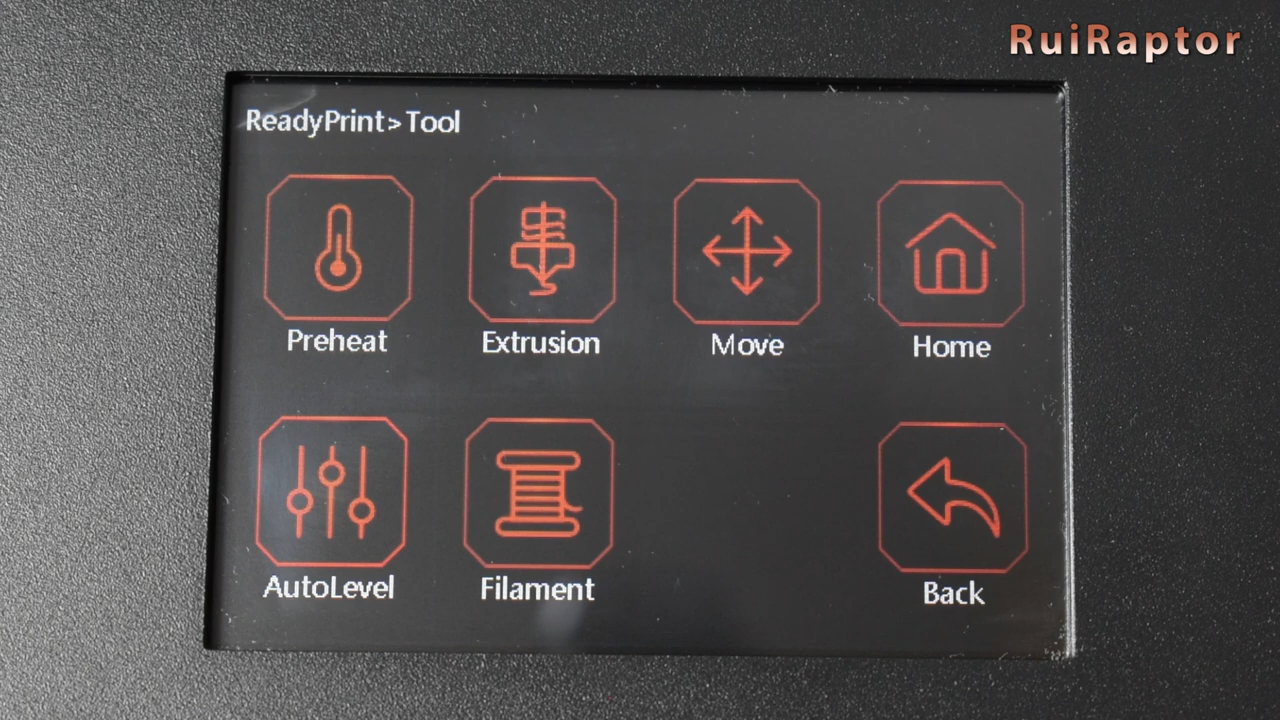 RuiRaptor
ReadyPrint>Tool
Preheat
Extrusion
Move
Home
AutoLevel
Filament
Back